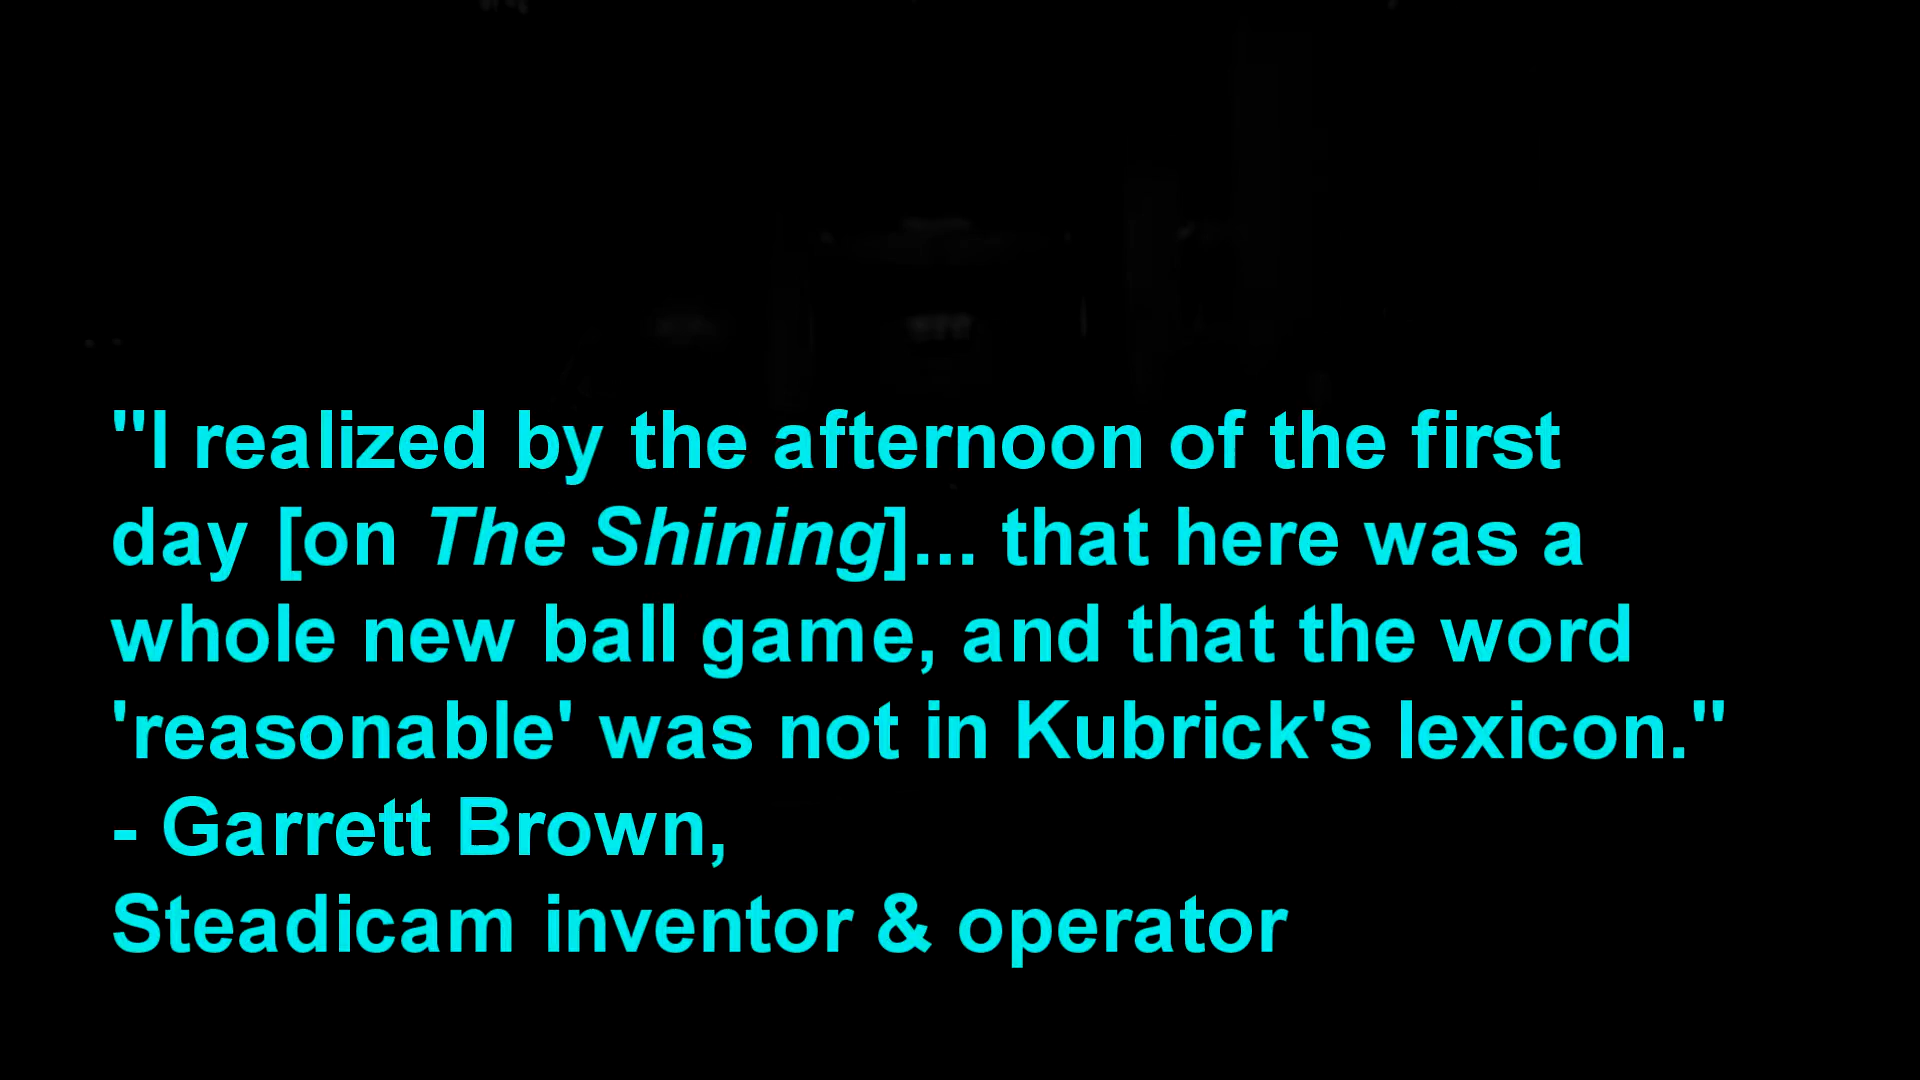 "I realized by the afternoon of the first
day [on The Shining]... that here was a
whole new ball game, and that the word
'reasonable' was not in Kubrick's lexicon."
- Garrett Brown,
Steadicam inventor & operator